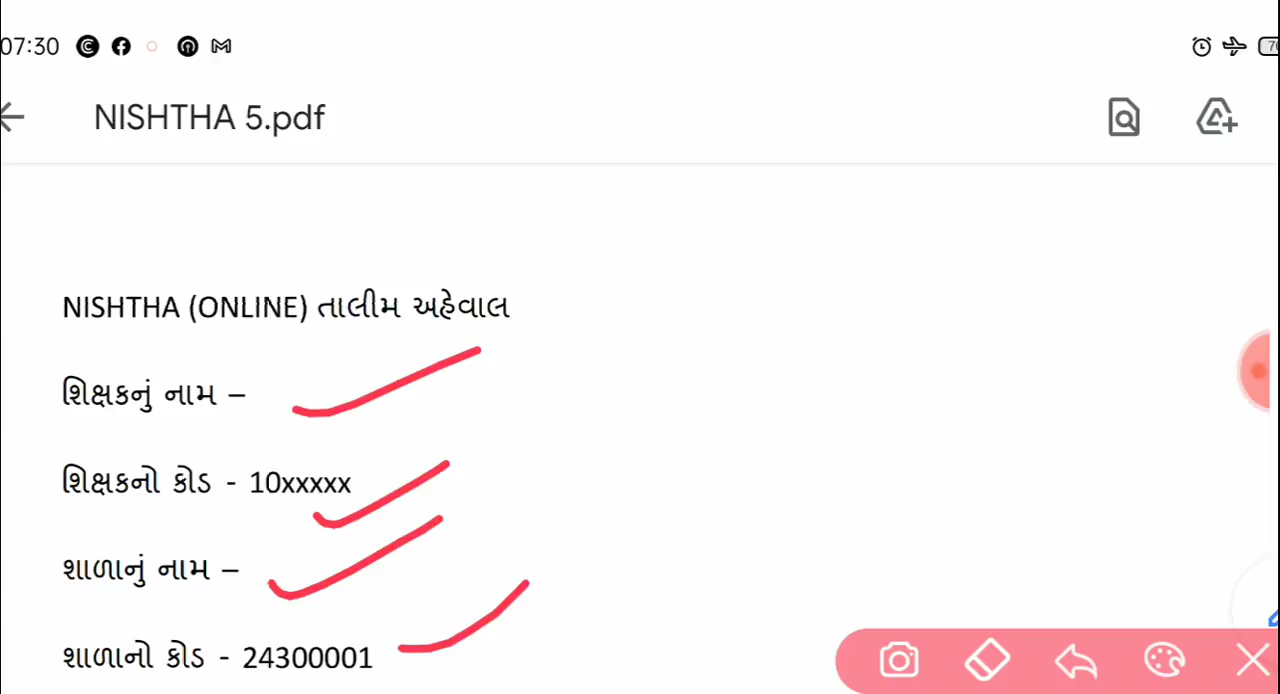 07:30
NISHTHA 5.pdf
NISHTHA (ONLINE) તાલીમ અહેવાલ
શિક્ષકનું નામ –
શિક્ષકનો કોડ - 10xxxxx
શાળાનું નામ –
શાળાનો કોડ - 24300001